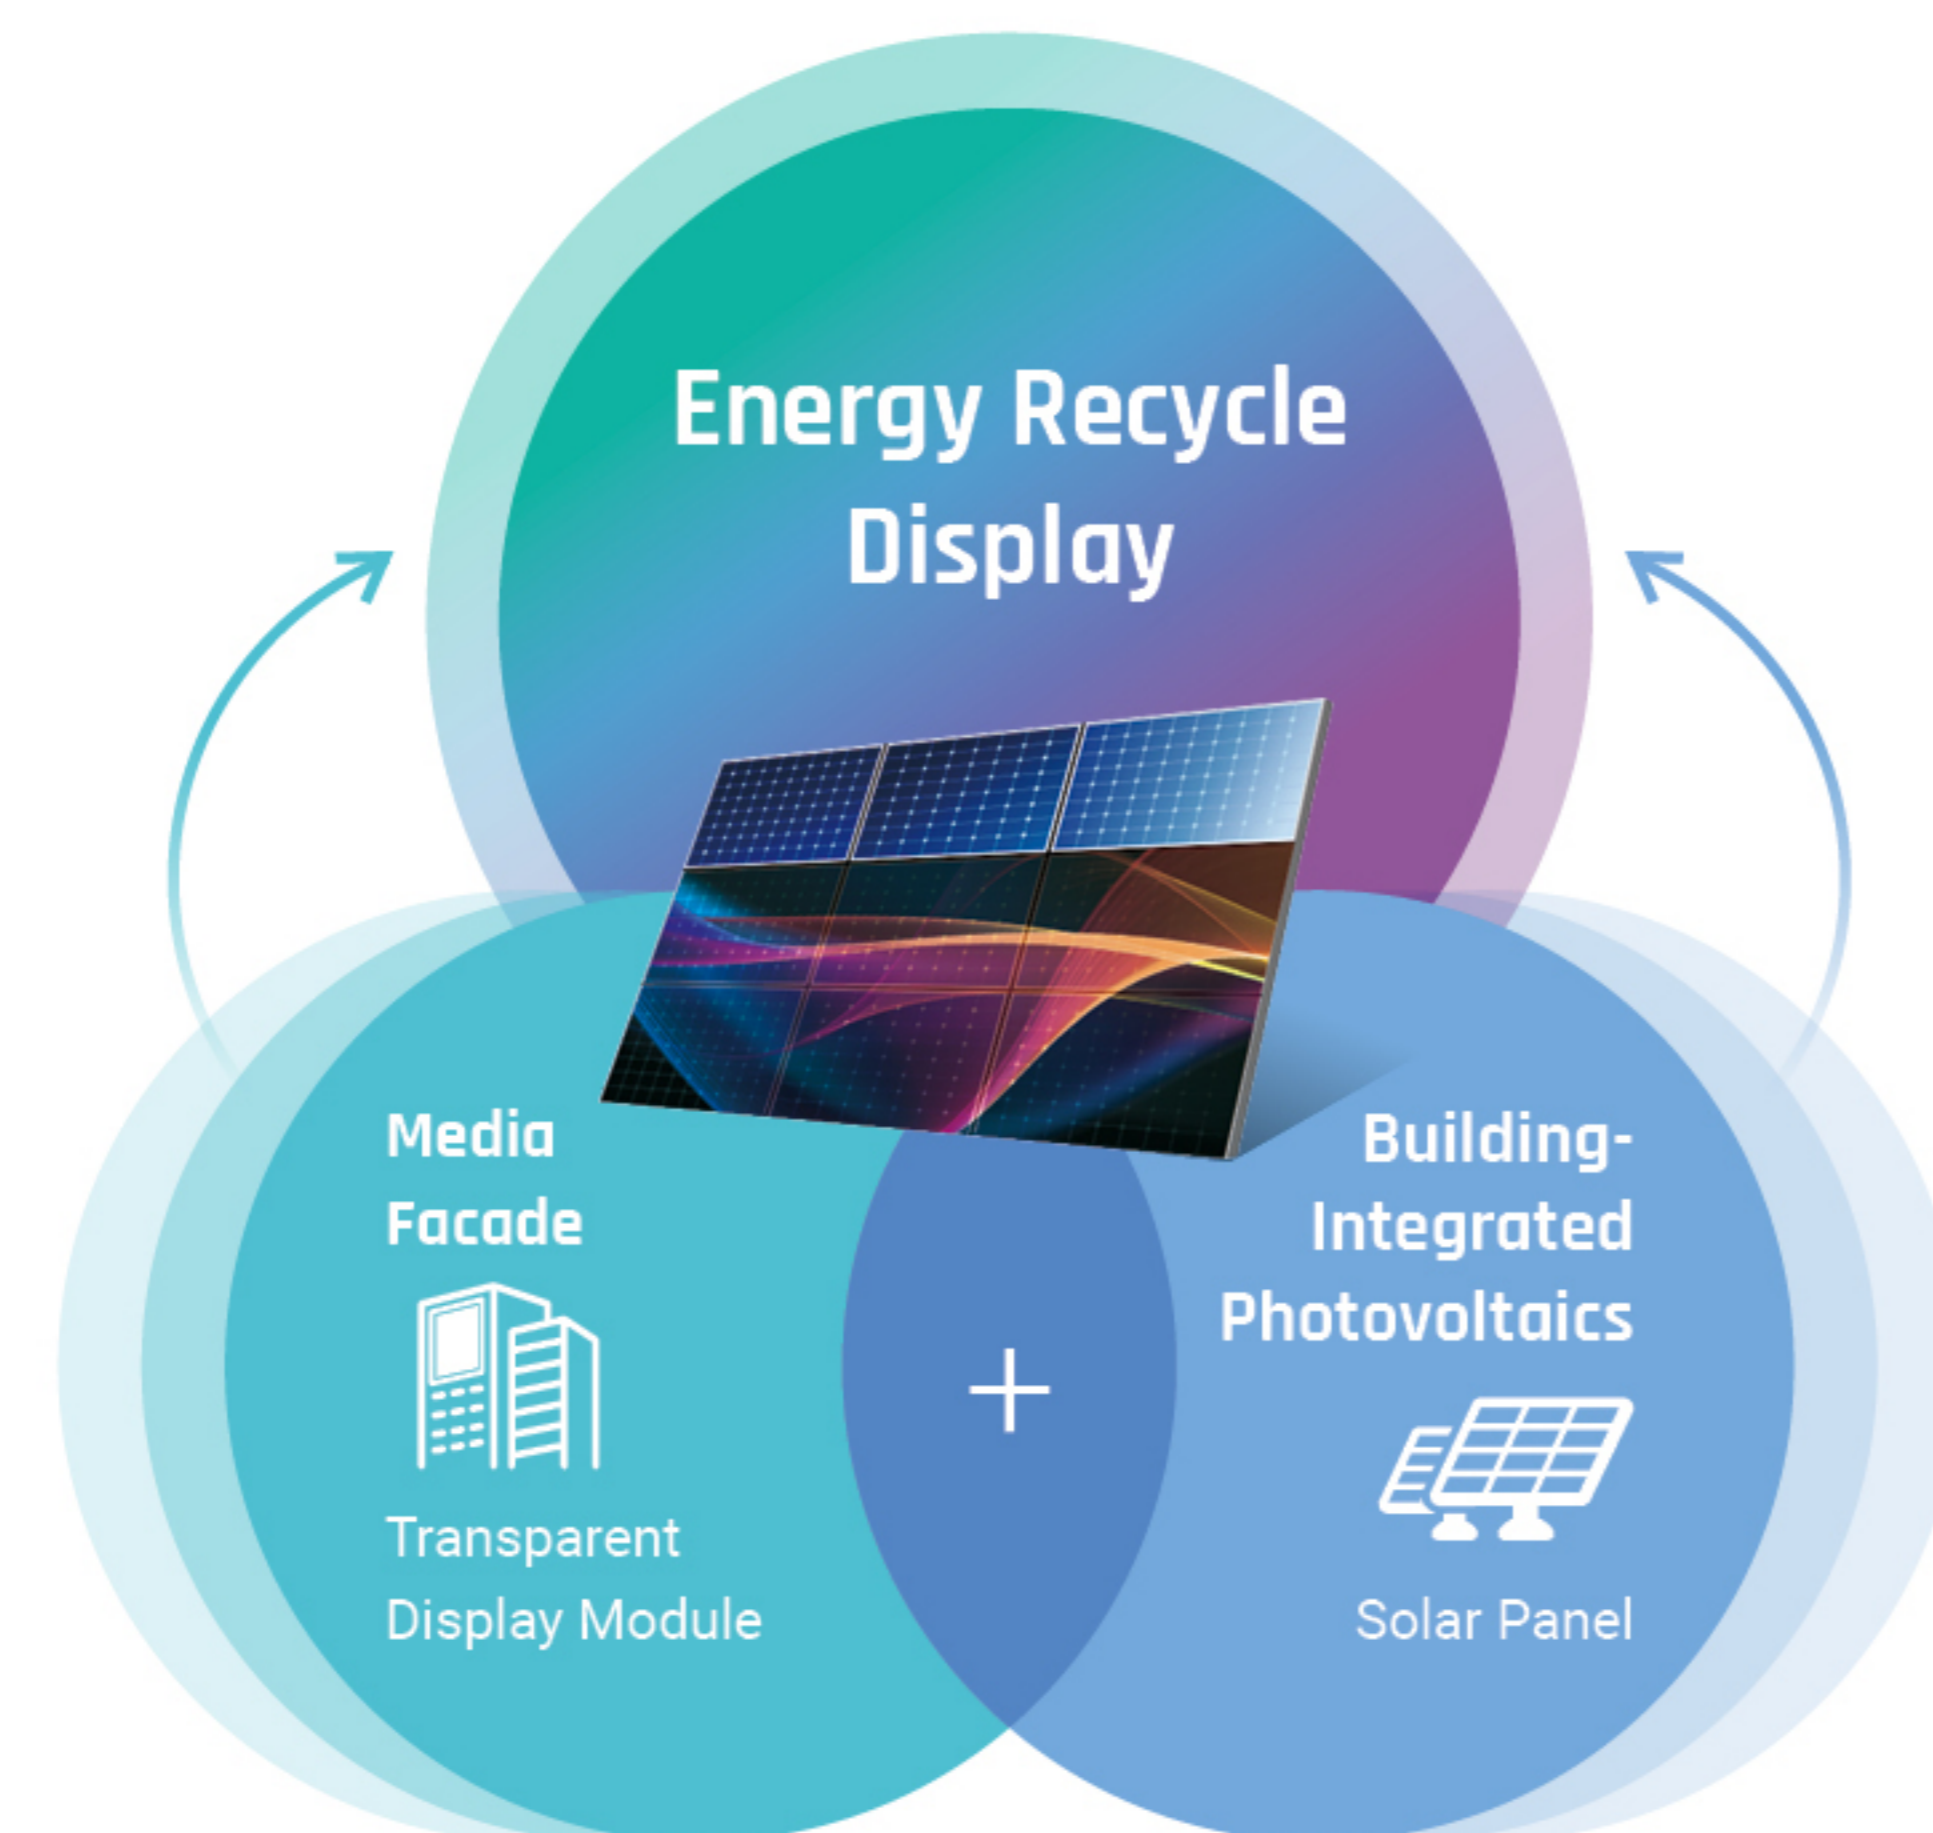 Energy Recycle
Display
Media
Facade
Transparent
Display Module
+
Building-
Integrated
Photovoltaics
Solar Panel